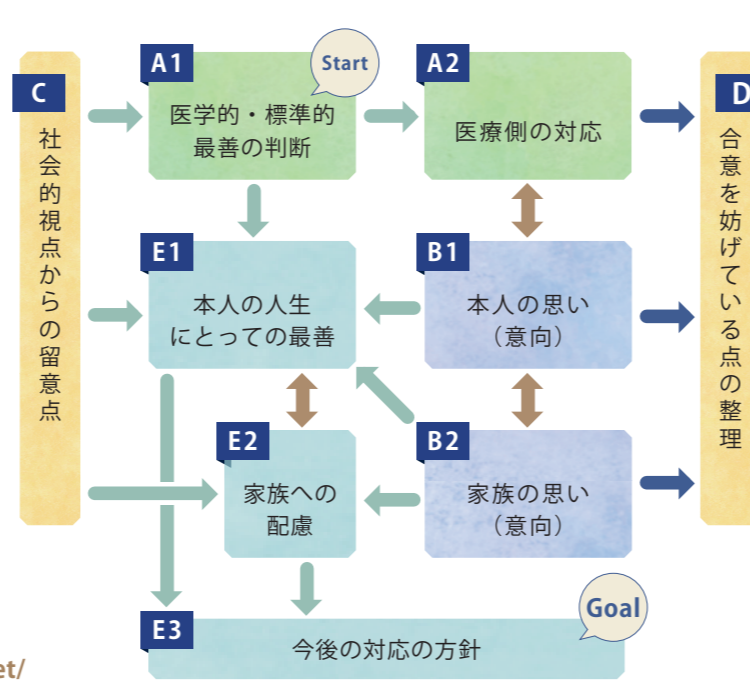 C
社会的視点からの留意点
A1
Start
医学的・標準的
最善の判断
A2
医療側の対応
D
合意を妨げている点の整理
E1
本人の人生
にとっての最善
B1
本人の思い
（意向）
E2
家族への
配慮
B2
家族の思い
（意向）
E3
今後の対応の方針
Goal
et/